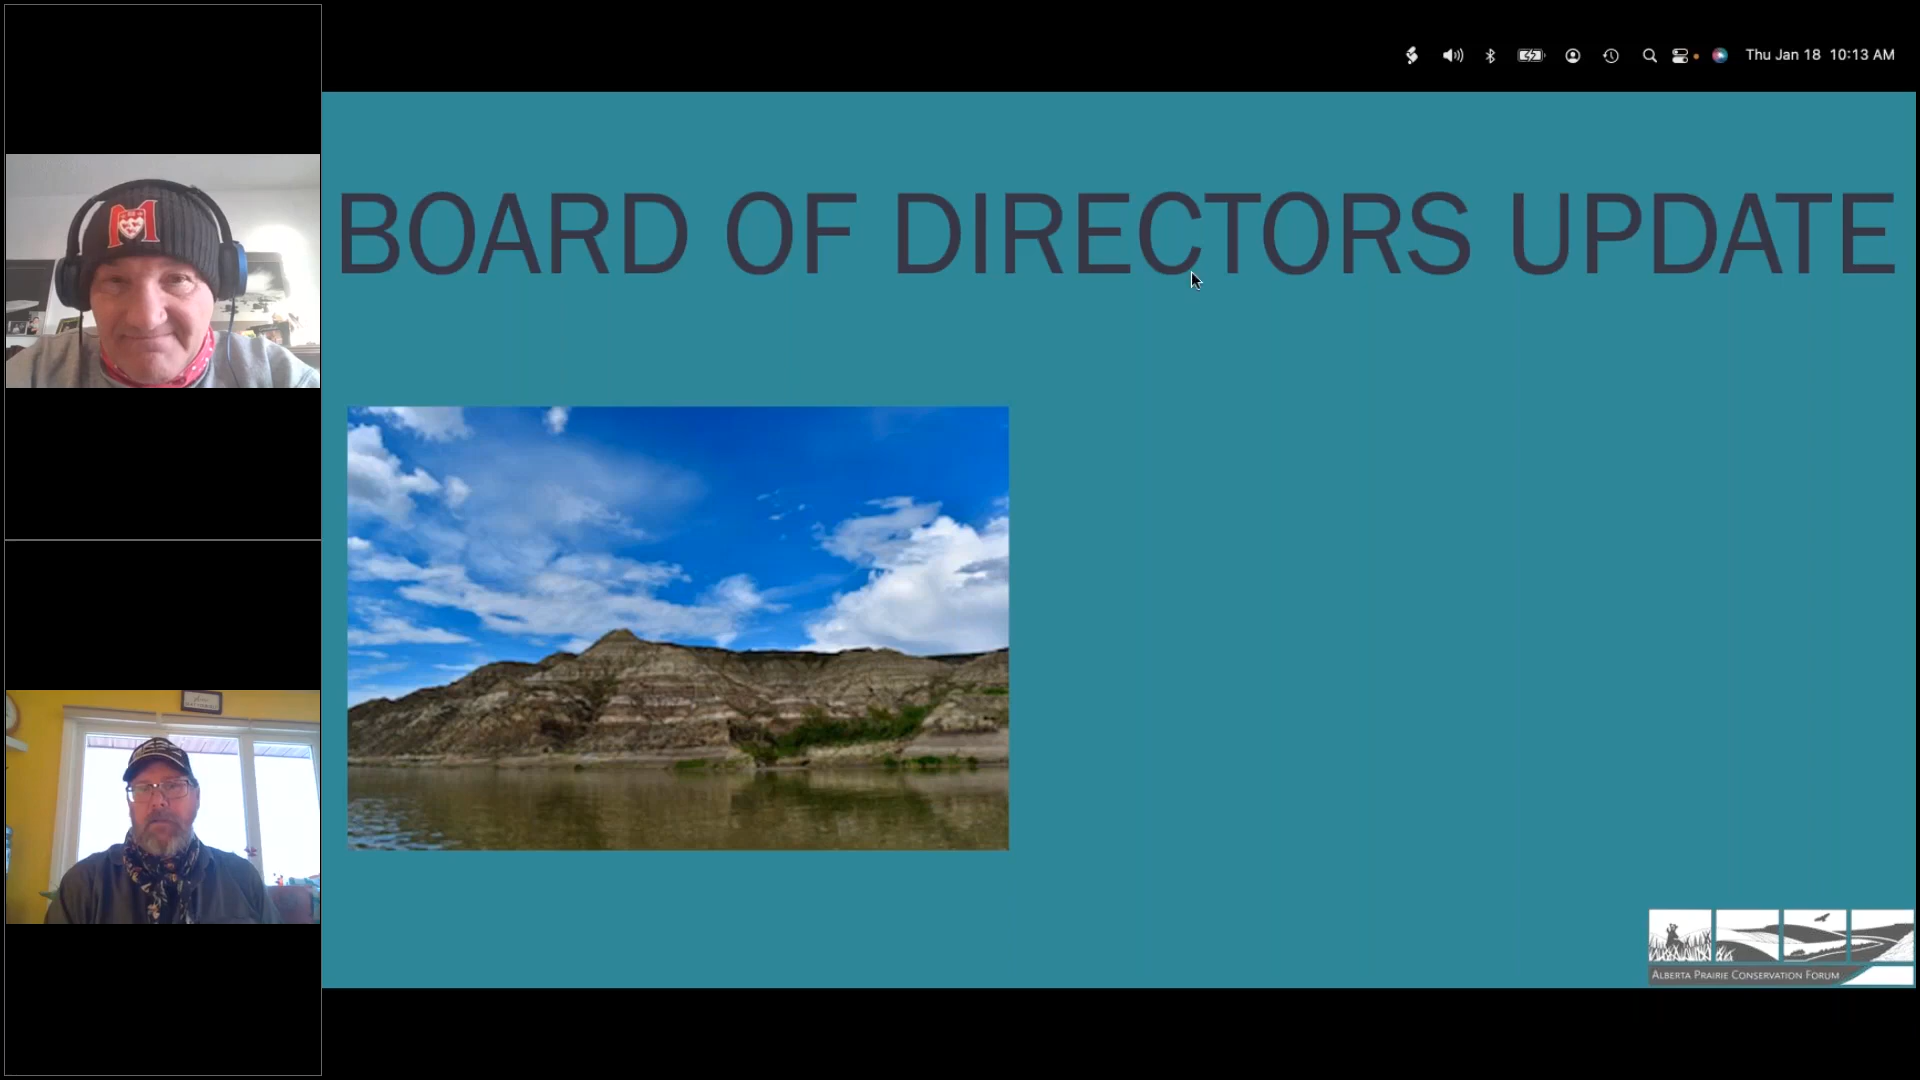 Thu Jan 18 10:13 AM
BOARD OF DIRECTORS UPDATE
M
ALBERTA PRAIRIE CONSERVATION FORUM